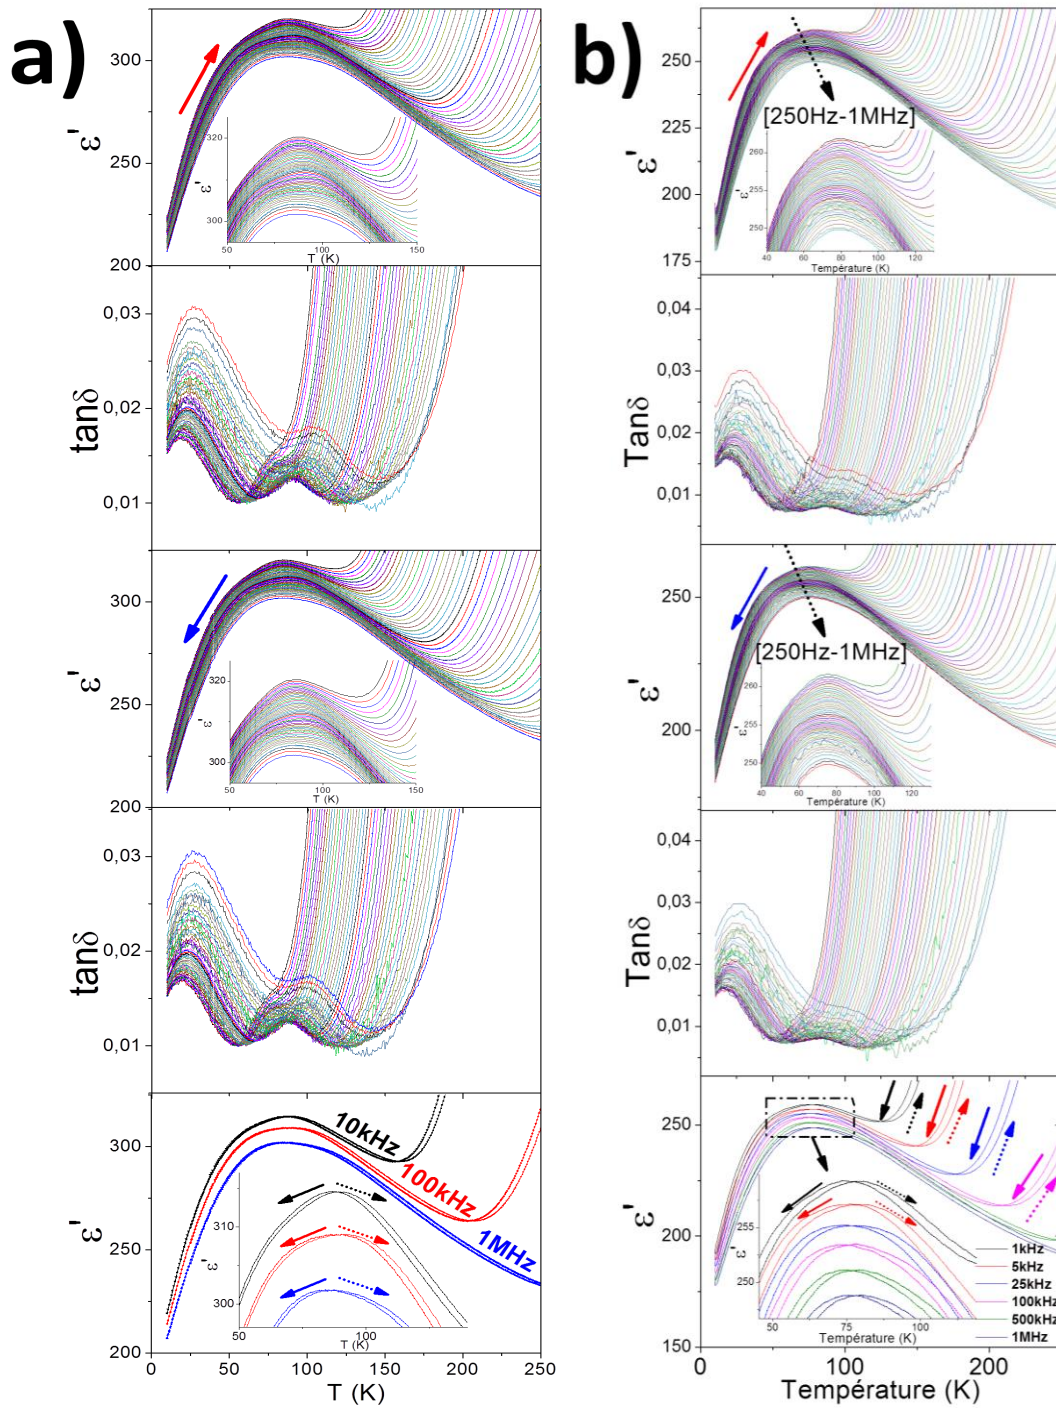 a)
ε'
300
250
200
320
300
ε'
50
100
150
T (K)
tanδ
0,03
0,02
0,01
ε'
300
250
200
320
300
ε'
50
100
150
T (K)
tanδ
0,03
0,02
0,01
ε'
300
250
200
10kHz
100kHz
1MHz
310
300
ε'
50
100
T (K)
0
50
100
150
200
250
T (K)
b)
ε'
250
225
200
175
[250Hz-1MHz]
260
255
250
ε'
40
60
80
100
120
Température (K)
Tanδ
0,04
0,03
0,02
0,01
ε'
250
200
[250Hz-1MHz]
260
255
250
ε'
40
60
80
100
120
Température (K)
Tanδ
0,04
0,03
0,02
0,01
ε'
250
200
150
255
250
ε'
50
75
100
Température (K)
1kHz
5kHz
25kHz
100kHz
500kHz
1MHz
0
100
200
Température (K)